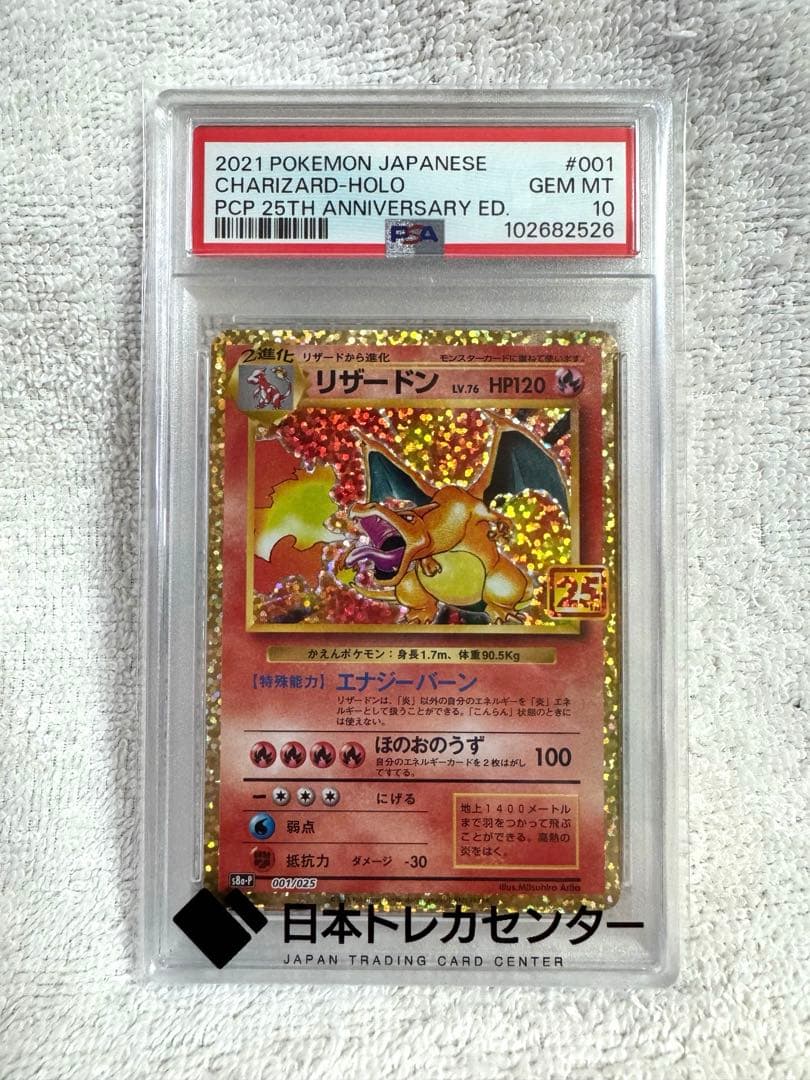 2021 POKEMON JAPANESE #001
CHARIZARD-HOLO GEM MT
PCP 25TH ANNIVERSARY ED. 10
PSA 102682526
2進化 リザードから進化 モンスターカードに重ねて使います。
リザードン LV.76 HP120
25
かえんポケモン：身長1.7m、体重90.5Kg
【特殊能力】エナジーバーン
リザードンは、「炎」以外の自分のエネルギーを「炎」エネ
ルギーとして扱うことができる。「こんらん」状態のときに
は使えない。
ほのおのうず 100
自分のエネルギーカードを2枚はがし
てすてる。
にげる
弱点
抵抗力 ダメージ -30
地上1400メートル
まで羽をつかって飛ぶ
ことができる。高熱の
炎をはく。
s8a-P 001/025
Illus.Mitsuhiro Arita
日本トレカセンター
JAPAN TRADING CARD CENTER